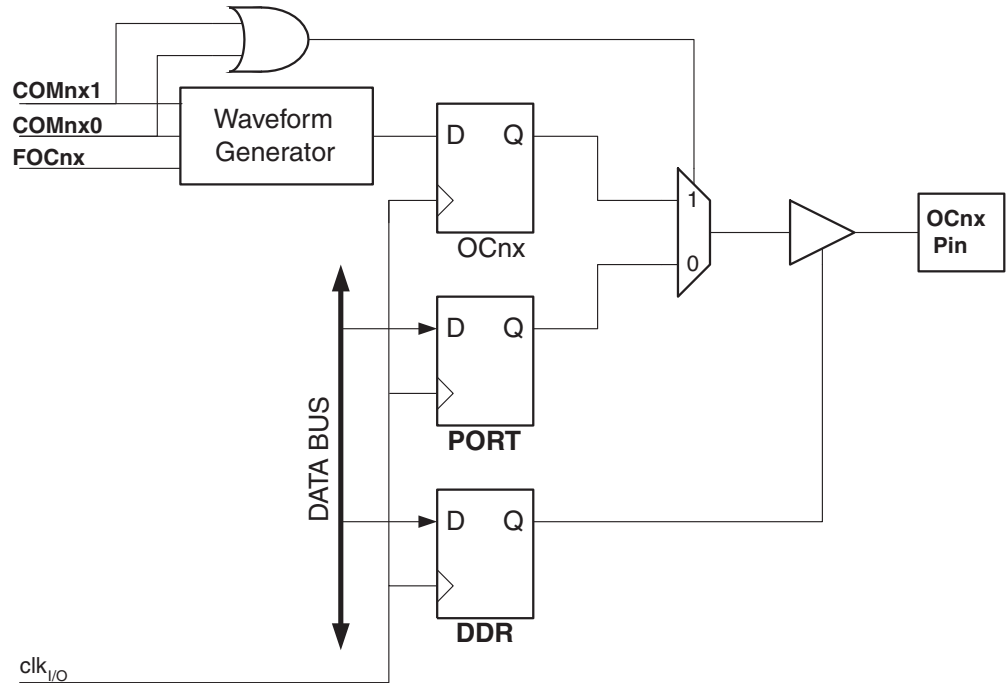 COMnx1
COMnx0
FOCnx
Waveform
Generator
D Q
OCnx
1
0
OCnx
Pin
D Q
PORT
DATA BUS
D Q
DDR
clkI/O